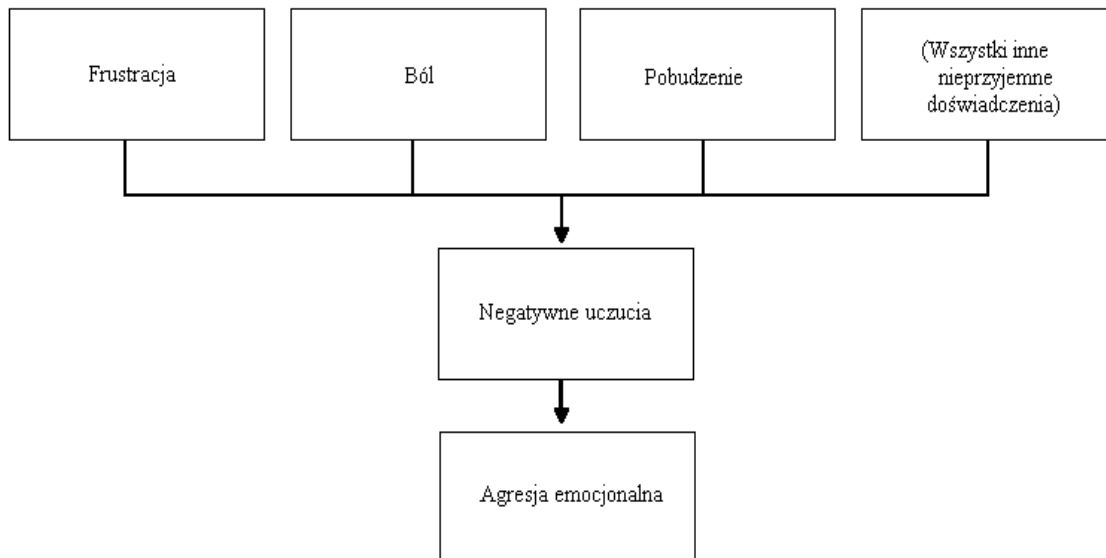 Frustracja
Ból
Pobudzenie
(Wszystki inne
nieprzyjemne
doświadczenia)
Negatywne uczucia
Agresja emocjonalna